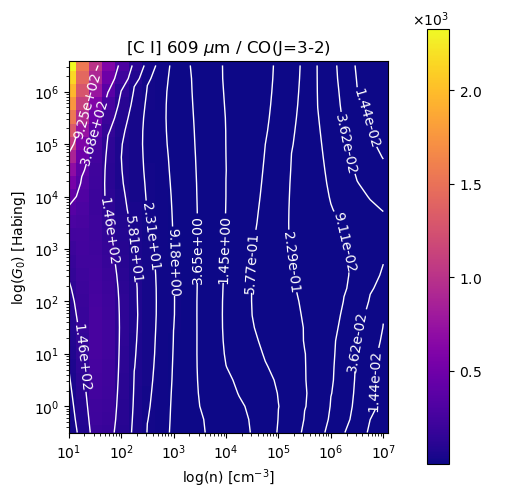 ×10³
[C I] 609 μm / CO(J=3-2)
2.0
1.0
0.5
10⁶
10⁵
10⁴
10³
10²
10¹
10⁰
log(G₀) [Habing]
9.25e+02
3.68e+02
1.46e+02
5.81e+01
2.31e+01
9.18e+00
3.65e+00
1.45e+00
5.77e-01
2.29e-01
9.11e-02
3.62e-02
1.44e-02
1.46e+02
3.62e-02
1.44e-02
10¹
10²
10³
10⁴
10⁵
10⁶
10⁷
log(n) [cm⁻³]